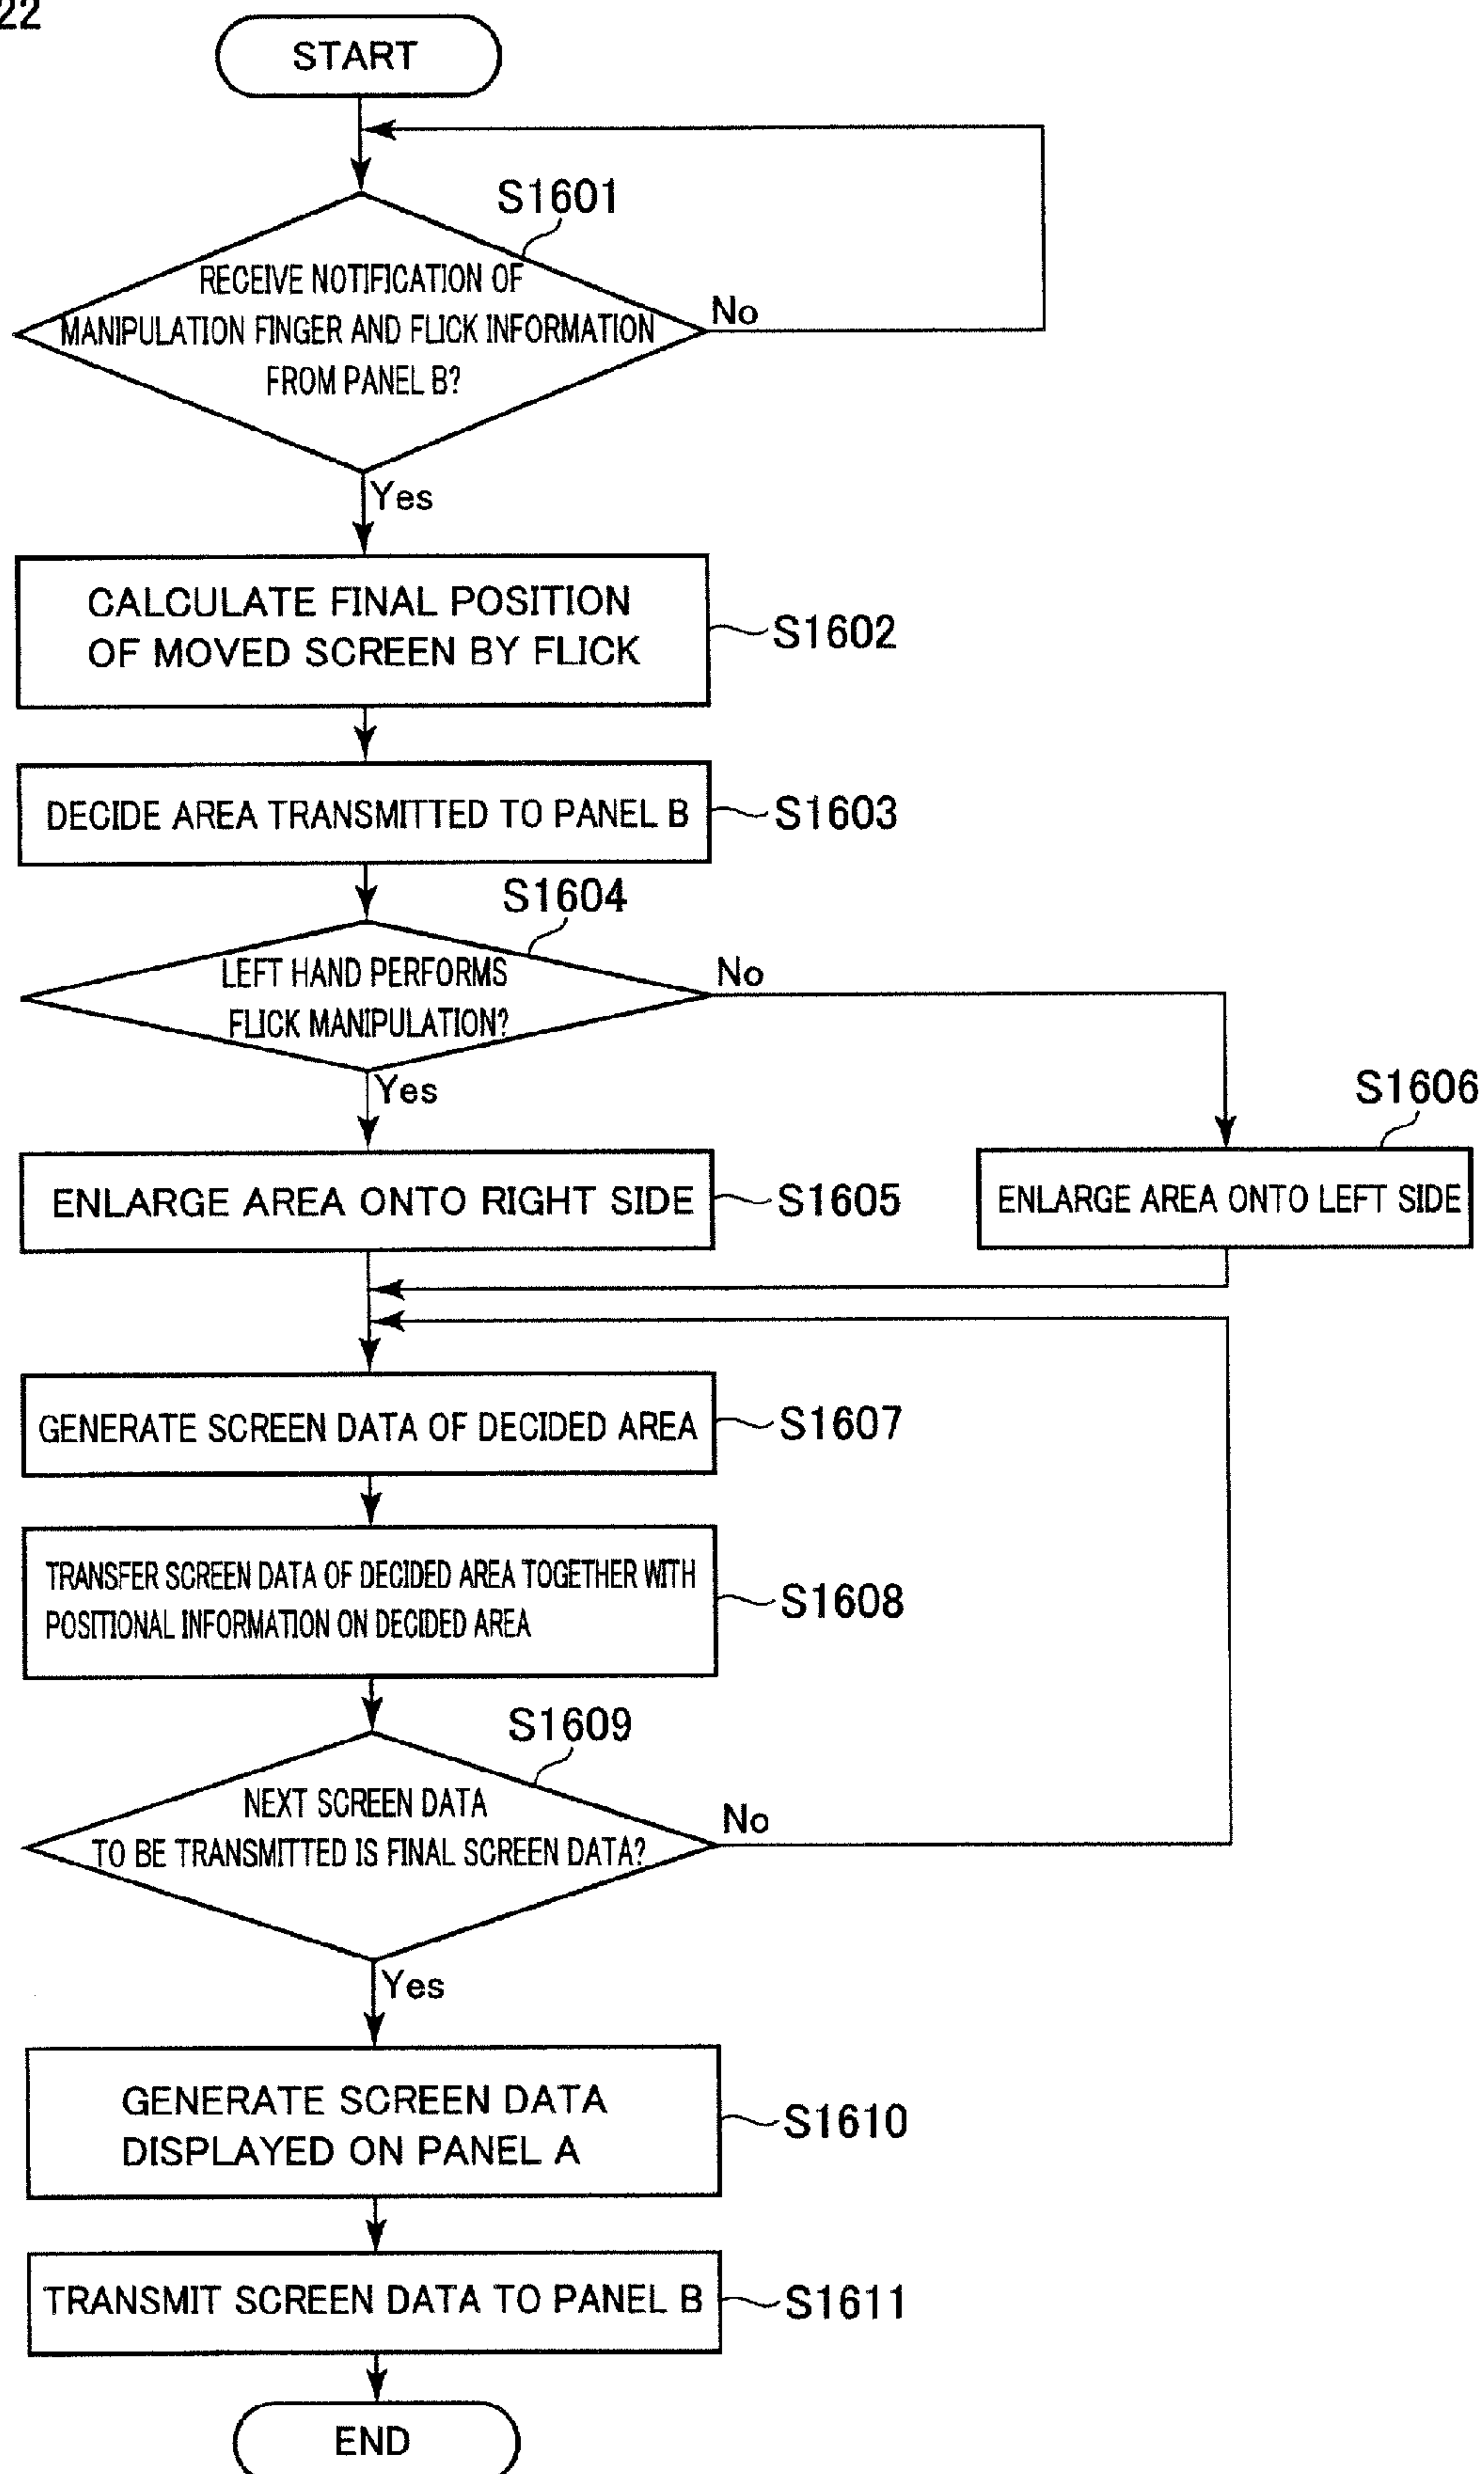 22
START
S1601
RECEIVE NOTIFICATION OF
MANIPULATION FINGER AND FLICK INFORMATION
FROM PANEL B?
No
Yes
CALCULATE FINAL POSITION
OF MOVED SCREEN BY FLICK
S1602
DECIDE AREA TRANSMITTED TO PANEL B
S1603
S1604
LEFT HAND PERFORMS
FLICK MANIPULATION?
No
Yes
S1606
ENLARGE AREA ONTO RIGHT SIDE
S1605
ENLARGE AREA ONTO LEFT SIDE
GENERATE SCREEN DATA OF DECIDED AREA
S1607
TRANSFER SCREEN DATA OF DECIDED AREA TOGETHER WITH
POSITIONAL INFORMATION ON DECIDED AREA
S1608
S1609
NEXT SCREEN DATA
TO BE TRANSMITTED IS FINAL SCREEN DATA?
No
Yes
GENERATE SCREEN DATA
DISPLAYED ON PANEL A
S1610
TRANSMIT SCREEN DATA TO PANEL B
S1611
END